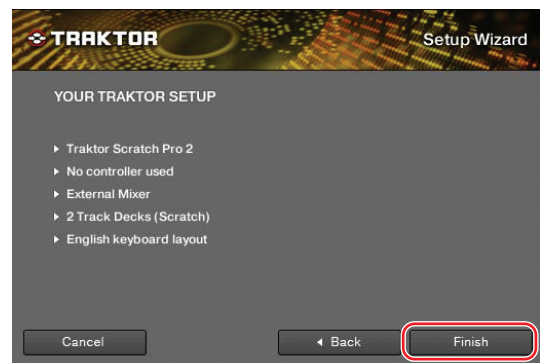 TRAKTOR
Setup Wizard
YOUR TRAKTOR SETUP
Traktor Scratch Pro 2
No controller used
External Mixer
2 Track Decks (Scratch)
English keyboard layout
Cancel
Back
Finish